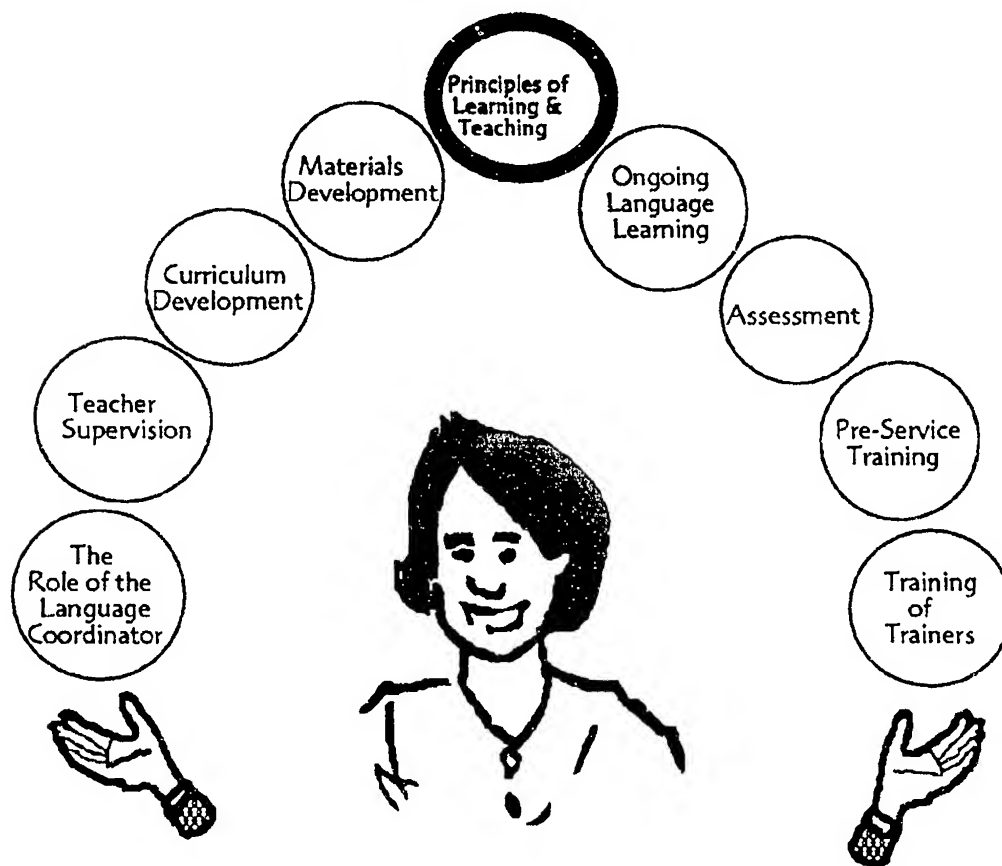 Principles of
Learning &
Teaching
Materials
Development
Ongoing
Language
Learning
Curriculum
Development
Assessment
Teacher
Supervision
Pre-Service
Training
The
Role of the
Language
Coordinator
Training
of
Trainers